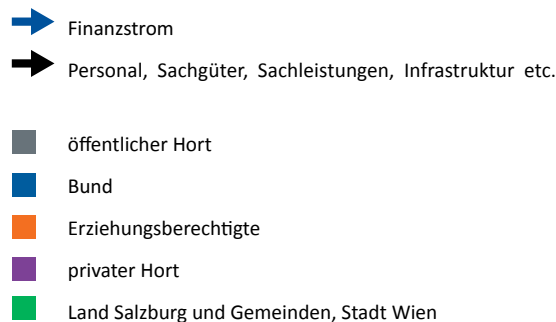 Finanzstrom
Personal, Sachgüter, Sachleistungen, Infrastruktur etc.
öffentlicher Hort
Bund
Erziehungsberechtigte
privater Hort
Land Salzburg und Gemeinden, Stadt Wien